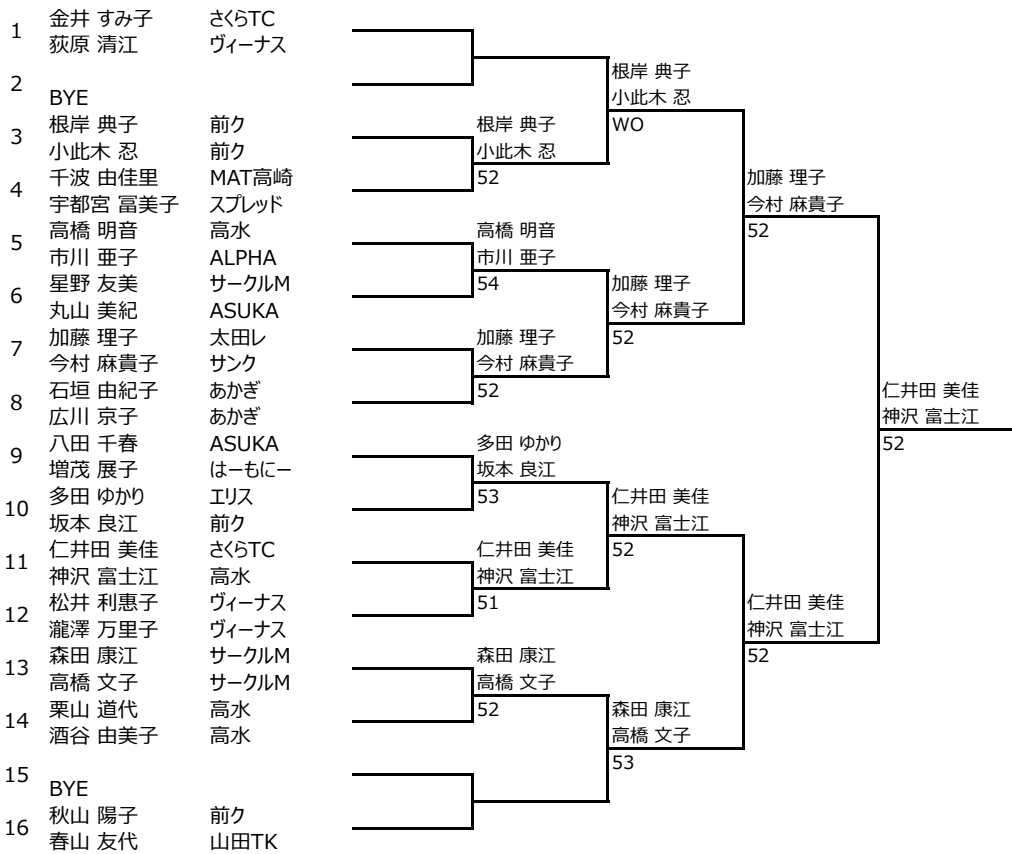 1 金井 すみ子 さくらTC
荻原 清江 ヴィーナス
2 BYE
3 根岸 典子 前ク
小此木 忍 前ク
4 千波 由佳里 MAT高崎
宇都宮 冨美子 スプレッド
5 高橋 明音 高水
市川 亜子 ALPHA
6 星野 友美 サークルM
丸山 美紀 ASUKA
7 加藤 理子 太田レ
今村 麻貴子 サンク
8 石垣 由紀子 あかぎ
広川 京子 あかぎ
9 八田 千春 ASUKA
増茂 展子 はーもにー
10 多田 ゆかり エリス
坂本 良江 前ク
11 仁井田 美佳 さくらTC
神沢 富士江 高水
12 松井 利惠子 ヴィーナス
瀧澤 万里子 ヴィーナス
13 森田 康江 サークルM
高橋 文子 サークルM
14 栗山 道代 高水
酒谷 由美子 高水
15 BYE
16 秋山 陽子 前ク
春山 友代 山田TK
根岸 典子
小此木 忍
52
高橋 明音
市川 亜子
54
加藤 理子
今村 麻貴子
52
多田 ゆかり
坂本 良江
53
仁井田 美佳
神沢 富士江
51
森田 康江
高橋 文子
52
根岸 典子
小此木 忍
WO
加藤 理子
今村 麻貴子
52
仁井田 美佳
神沢 富士江
52
森田 康江
高橋 文子
53
加藤 理子
今村 麻貴子
52
仁井田 美佳
神沢 富士江
52
仁井田 美佳
神沢 富士江
52